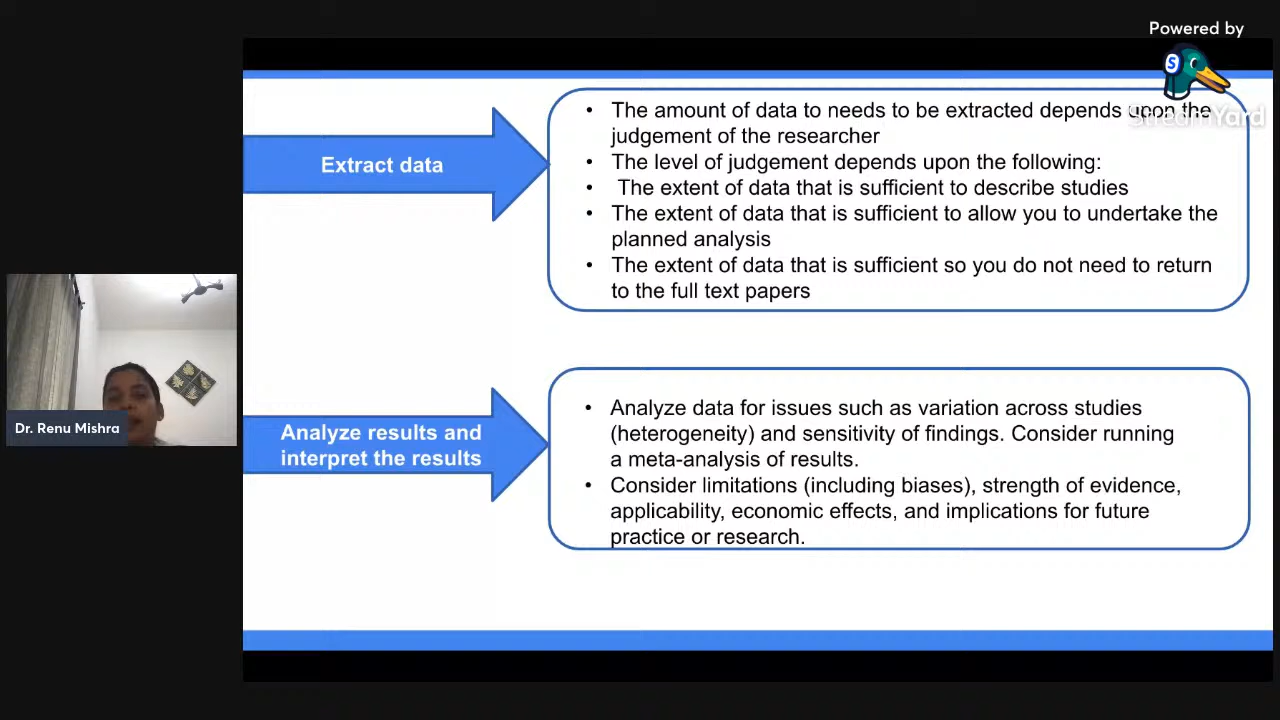 Powered by
S
StreamYard
Extract data
• The amount of data to needs to be extracted depends upon the
judgement of the researcher
• The level of judgement depends upon the following:
• The extent of data that is sufficient to describe studies
• The extent of data that is sufficient to allow you to undertake the
planned analysis
• The extent of data that is sufficient so you do not need to return
to the full text papers
Dr. Renu Mishra
Analyze results and
interpret the results
• Analyze data for issues such as variation across studies
(heterogeneity) and sensitivity of findings. Consider running
a meta-analysis of results.
• Consider limitations (including biases), strength of evidence,
applicability, economic effects, and implications for future
practice or research.